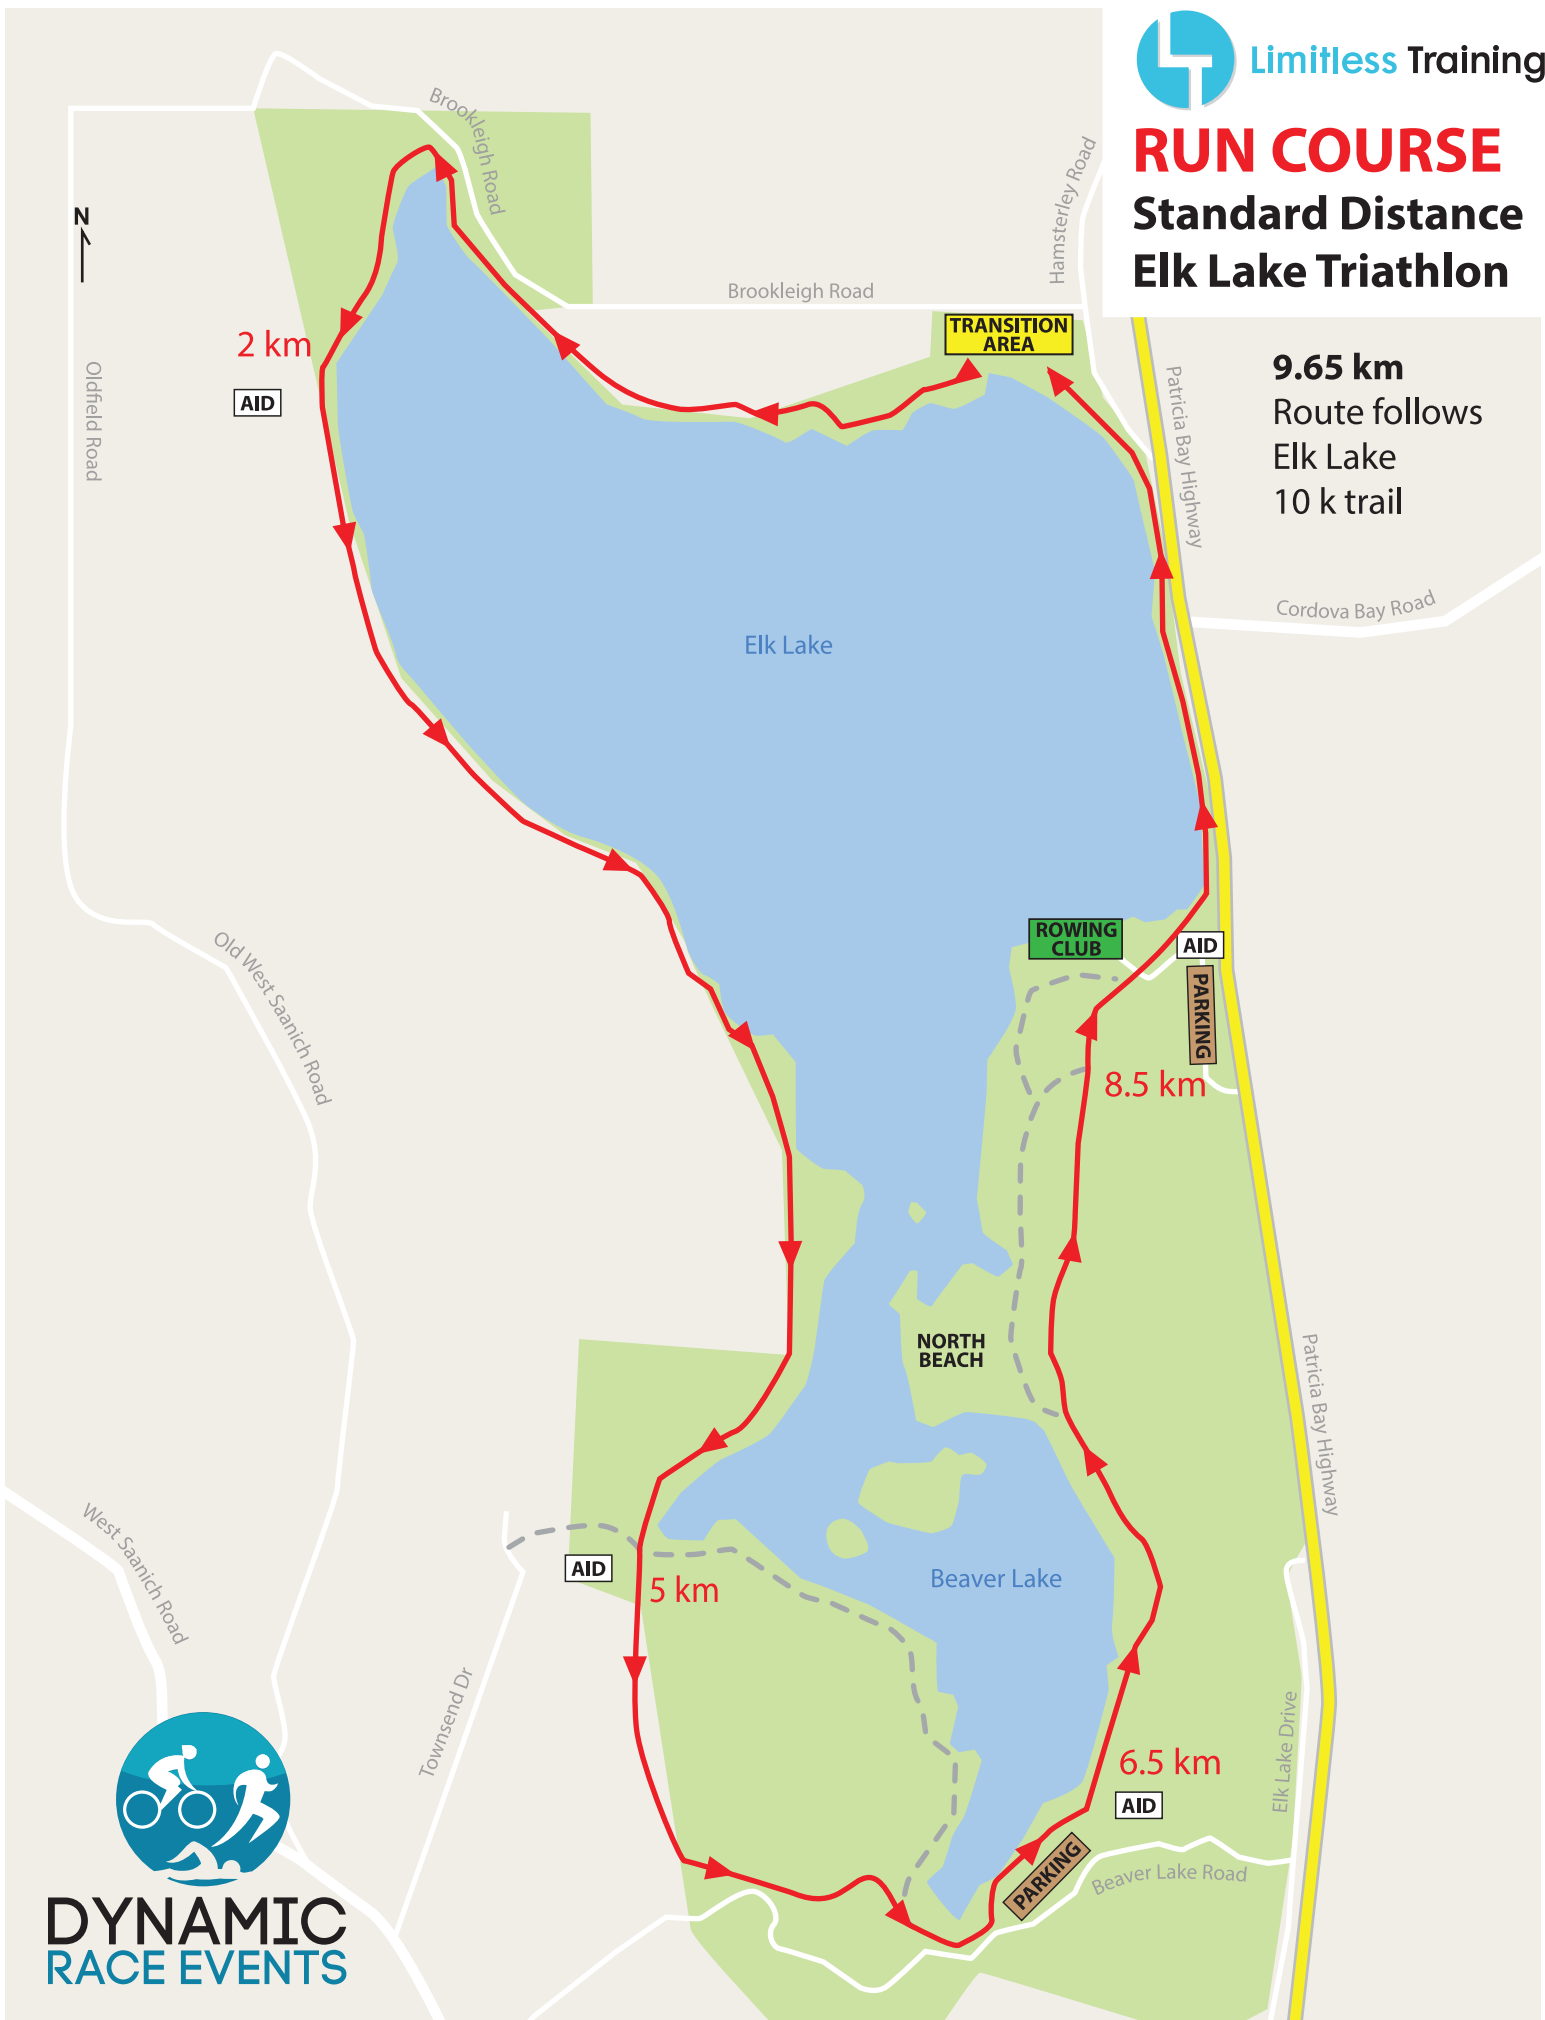 Limitless Training
RUN COURSE
Standard Distance
Elk Lake Triathlon
9.65 km
Route follows
Elk Lake
10 k trail
N
Brookleigh Road
Hamsterley Road
Brookleigh Road
TRANSITION
AREA
2 km
AID
Oldfield Road
Patricia Bay Highway
Cordova Bay Road
Elk Lake
Old West Saanich Road
ROWING
CLUB
AID
PARKING
8.5 km
NORTH
BEACH
Patricia Bay Highway
West Saanich Road
AID
5 km
Beaver Lake
Townsend Dr
6.5 km
AID
Elk Lake Drive
PARKING
Beaver Lake Road
DYNAMIC
RACE EVENTS